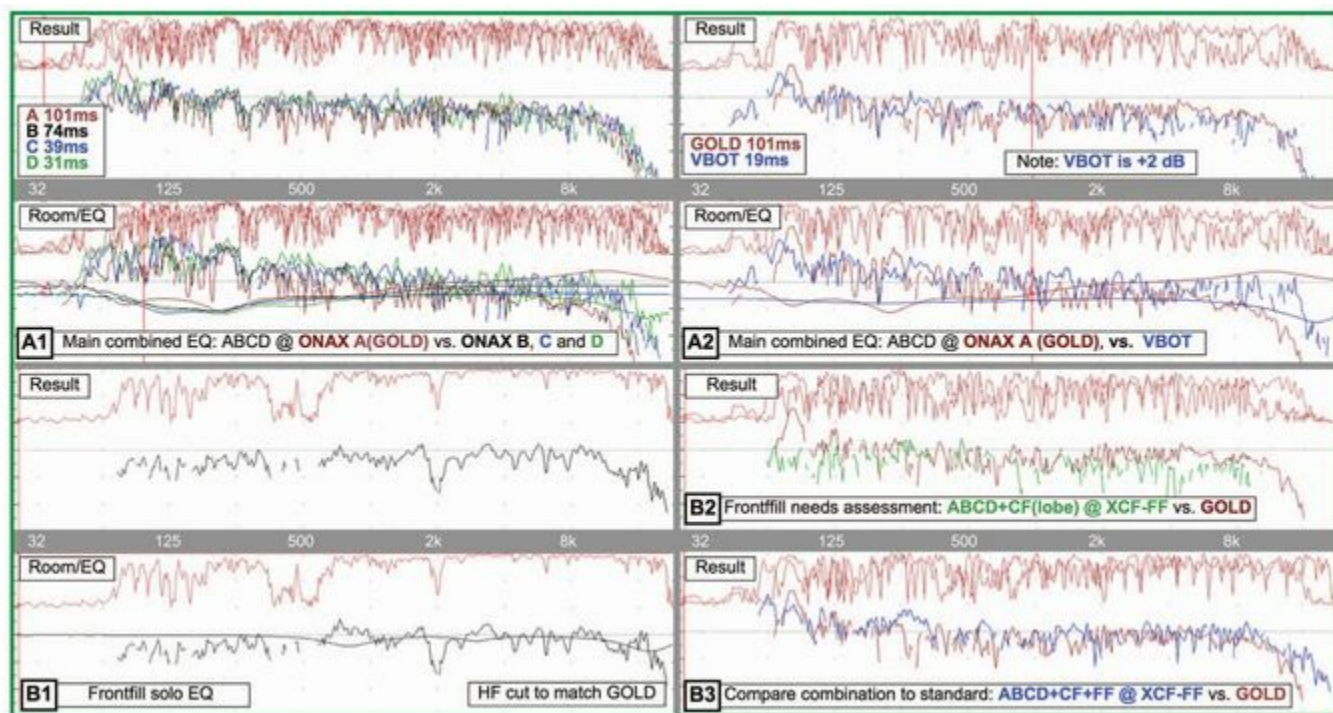 Result
A 101ms
B 74ms
C 39ms
D 31ms
32 125 500 2k 8k
Room/EQ
A1 Main combined EQ: ABCD @ ONAX A(GOLD) vs. ONAX B, C and D
Result
GOLD 101ms
VBOT 19ms
Note: VBOT is +2 dB
32 125 500 2k 8k
Room/EQ
A2 Main combined EQ: ABCD @ ONAX A (GOLD), vs. VBOT
Result
32 125 500 2k 8k
Room/EQ
B1 Frontfill solo EQ
HF cut to match GOLD
Result
B2 Frontffill needs assessment: ABCD+CF(lobe) @ XCF-FF vs. GOLD
32 125 500 2k 8k
Result
B3 Compare combination to standard: ABCD+CF+FF @ XCF-FF vs. GOLD